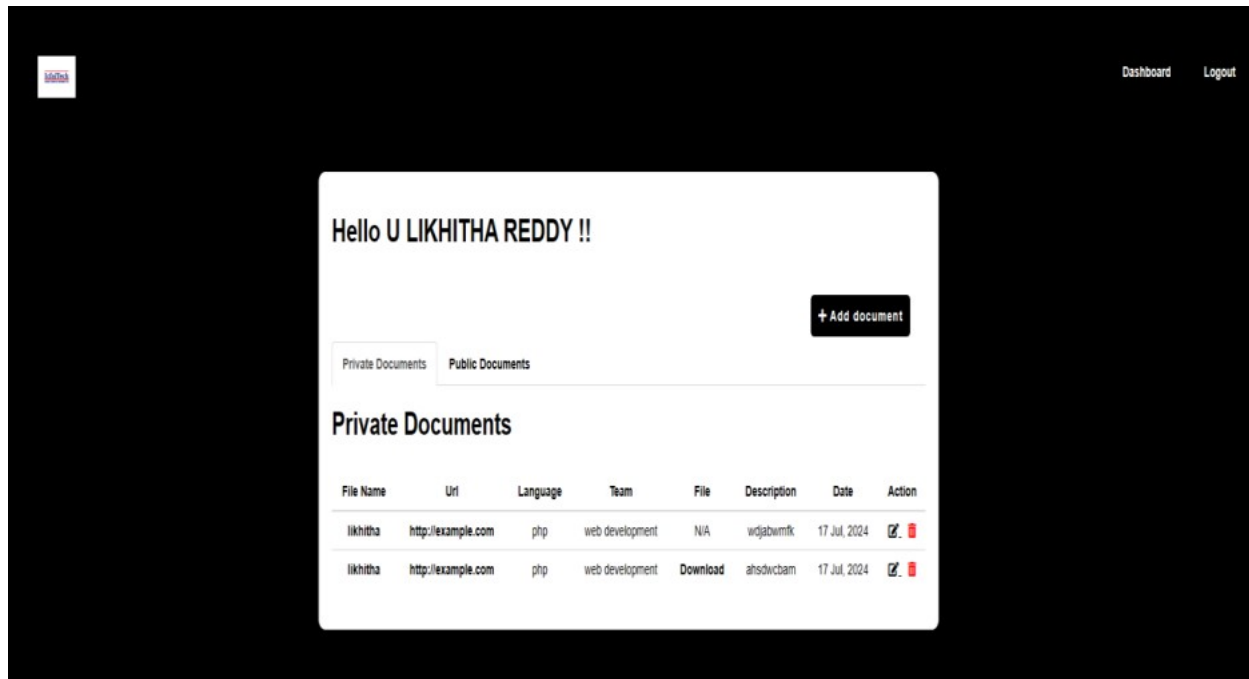 Dashboard Logout
Hello U LIKHITHA REDDY !!
+ Add document
Private Documents Public Documents
Private Documents
File Name Url Language Team File Description Date Action
likhitha http://example.com php web development N/A wdjabwmfk 17 Jul, 2024
likhitha http://example.com php web development Download ahsdwcbam 17 Jul, 2024